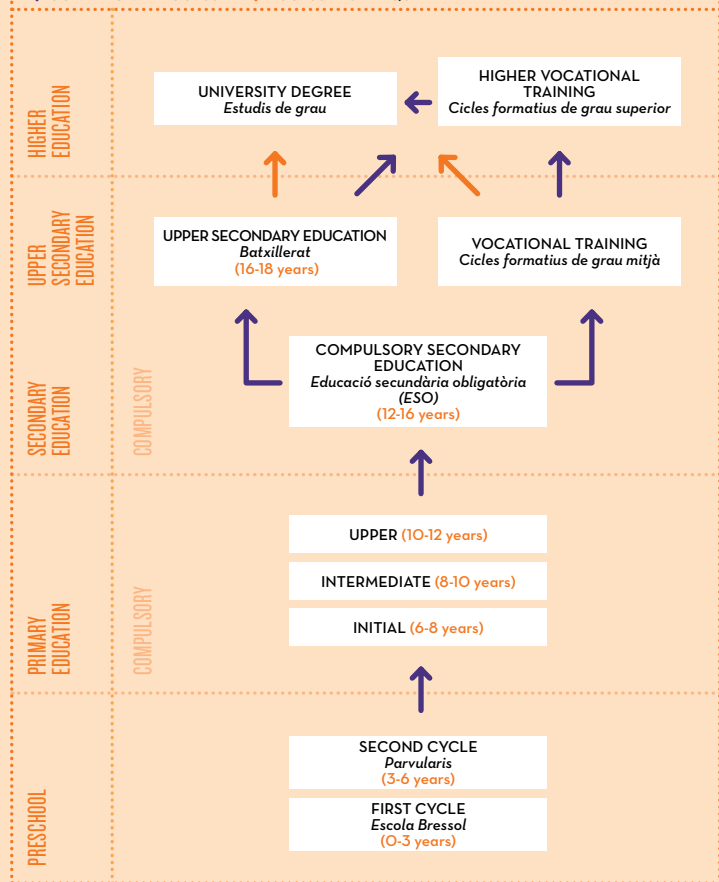 HIGHER
EDUCATION
UNIVERSITY DEGREE
Estudis de grau
HIGHER VOCATIONAL
TRAINING
Cicles formatius de grau superior
UPPER
SECONDARY
EDUCATION
UPPER SECONDARY EDUCATION
Batxillerat
(16-18 years)
VOCATIONAL TRAINING
Cicles formatius de grau mitjà
SECONDARY
EDUCATION
COMPULSORY
COMPULSORY SECONDARY
EDUCATION
Educació secundària obligatòria
(ESO)
(12-16 years)
PRIMARY
EDUCATION
COMPULSORY
UPPER (10-12 years)
INTERMEDIATE (8-10 years)
INITIAL (6-8 years)
PRESCHOOL
SECOND CYCLE
Parvularis
(3-6 years)
FIRST CYCLE
Escola Bressol
(0-3 years)